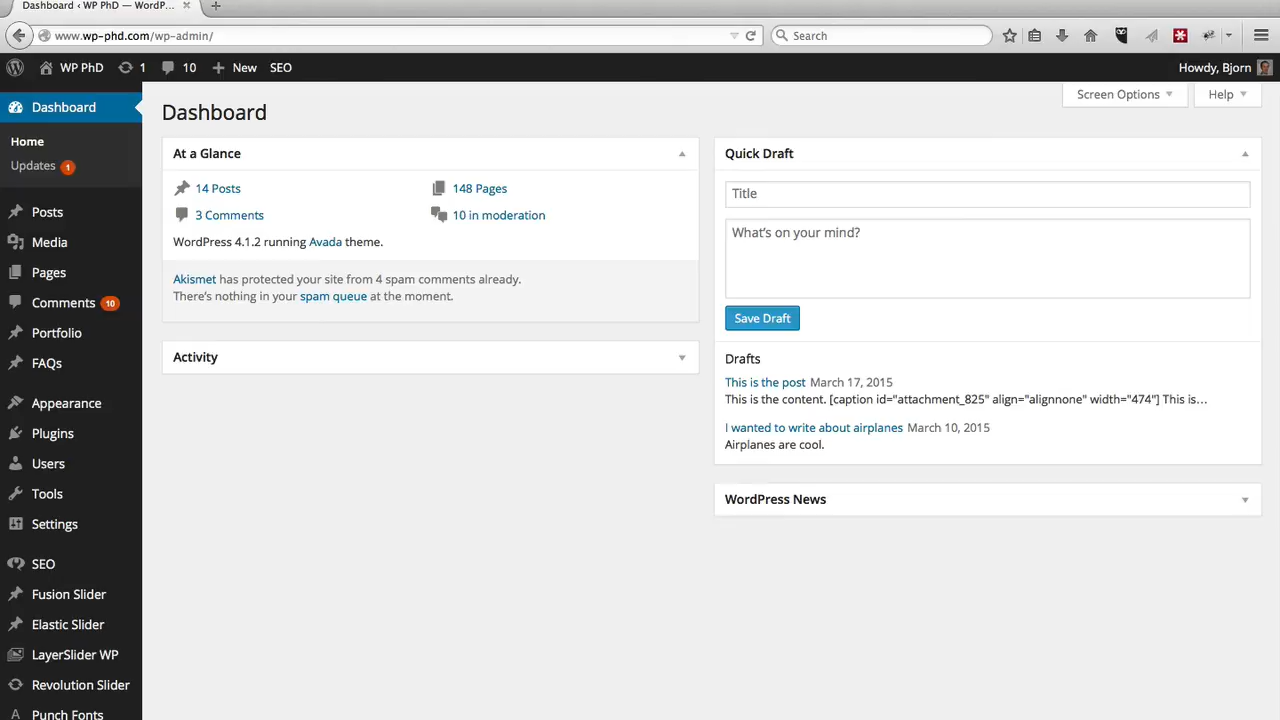 Dashboard ‹ WP PhD — WordP...
www.wp-phd.com/wp-admin/
Search
WP PhD 1 10 New SEO
Howdy, Bjorn
Dashboard
Home
Updates 1
Posts
Media
Pages
Comments 10
Portfolio
FAQs
Appearance
Plugins
Users
Tools
Settings
SEO
Fusion Slider
Elastic Slider
LayerSlider WP
Revolution Slider
Punch Fonts
Screen Options
Help
Dashboard
At a Glance
14 Posts
148 Pages
3 Comments
10 in moderation
WordPress 4.1.2 running Avada theme.
Akismet has protected your site from 4 spam comments already.
There's nothing in your spam queue at the moment.
Activity
Quick Draft
Title
What's on your mind?
Save Draft
Drafts
This is the post March 17, 2015
This is the content. [caption id="attachment_825" align="alignnone" width="474"] This is...
I wanted to write about airplanes March 10, 2015
Airplanes are cool.
WordPress News